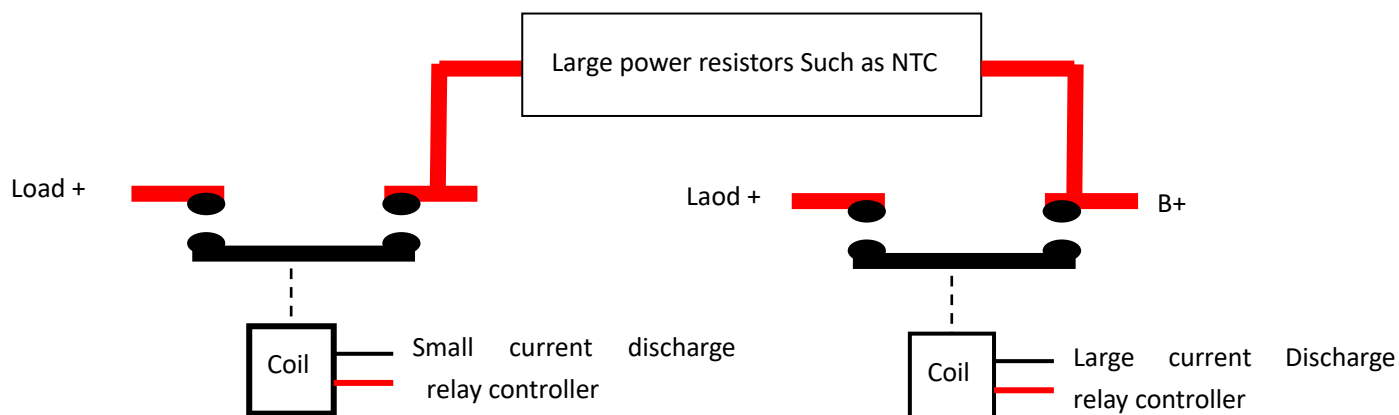 Large power resistors Such as NTC
Load +
Laod +
B+
Coil
Small current discharge
relay controller
Coil
Large current Discharge
relay controller